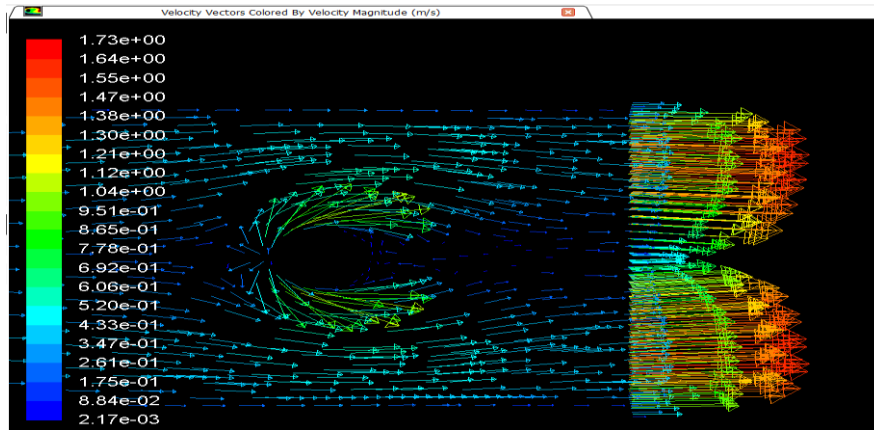 Velocity Vectors Colored By Velocity Magnitude (m/s)
1.73e+00
1.64e+00
1.55e+00
1.47e+00
1.38e+00
1.30e+00
1.21e+00
1.12e+00
1.04e+00
9.51e-01
8.65e-01
7.78e-01
6.92e-01
6.06e-01
5.20e-01
4.33e-01
3.47e-01
2.61e-01
1.75e-01
8.84e-02
2.17e-03